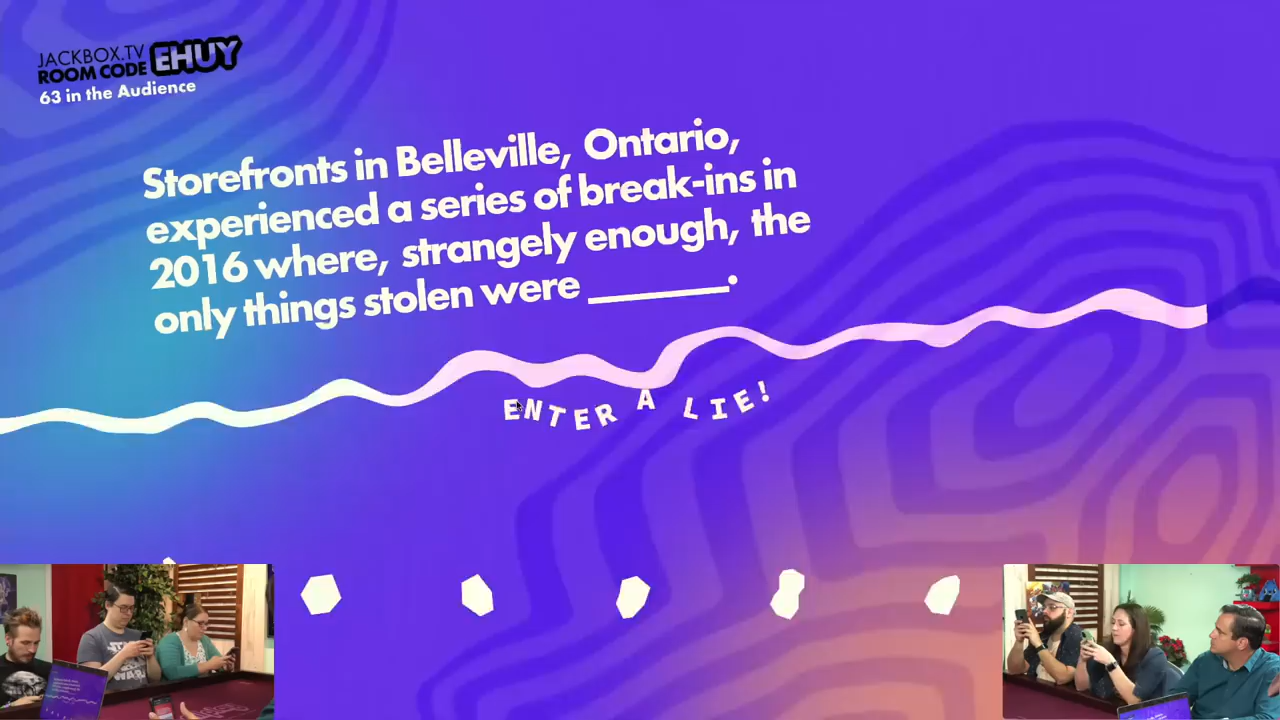 JACKBOX.TV
ROOM CODE EHUY
63 in the Audience
Storefronts in Belleville, Ontario,
experienced a series of break-ins in
2016 where, strangely enough, the
only things stolen were ______.
ENTER A LIE!